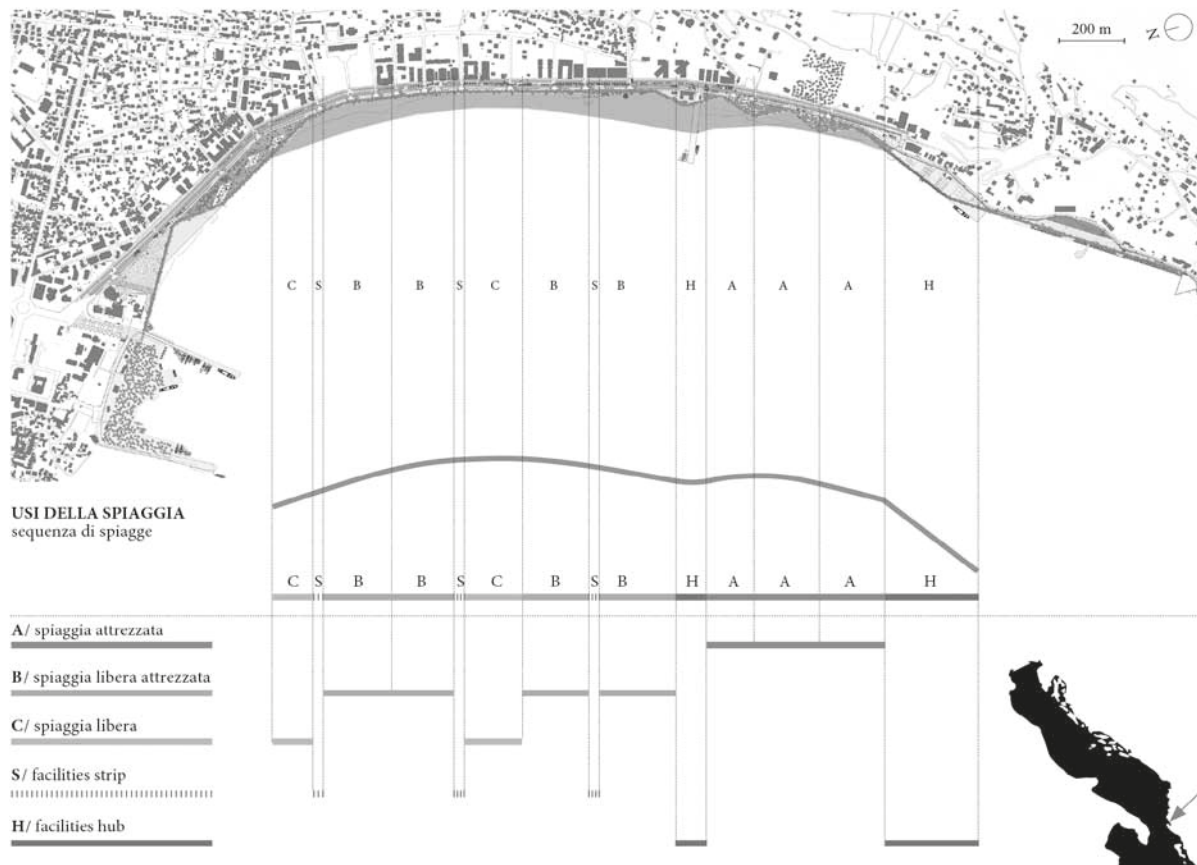 200 m
N
C S B B S C B S B H A A A H
USI DELLA SPIAGGIA
sequenza di spiagge
C S B B S C B S B H A A A H
A/ spiaggia attrezzata
B/ spiaggia libera attrezzata
C/ spiaggia libera
S/ facilities strip
H/ facilities hub